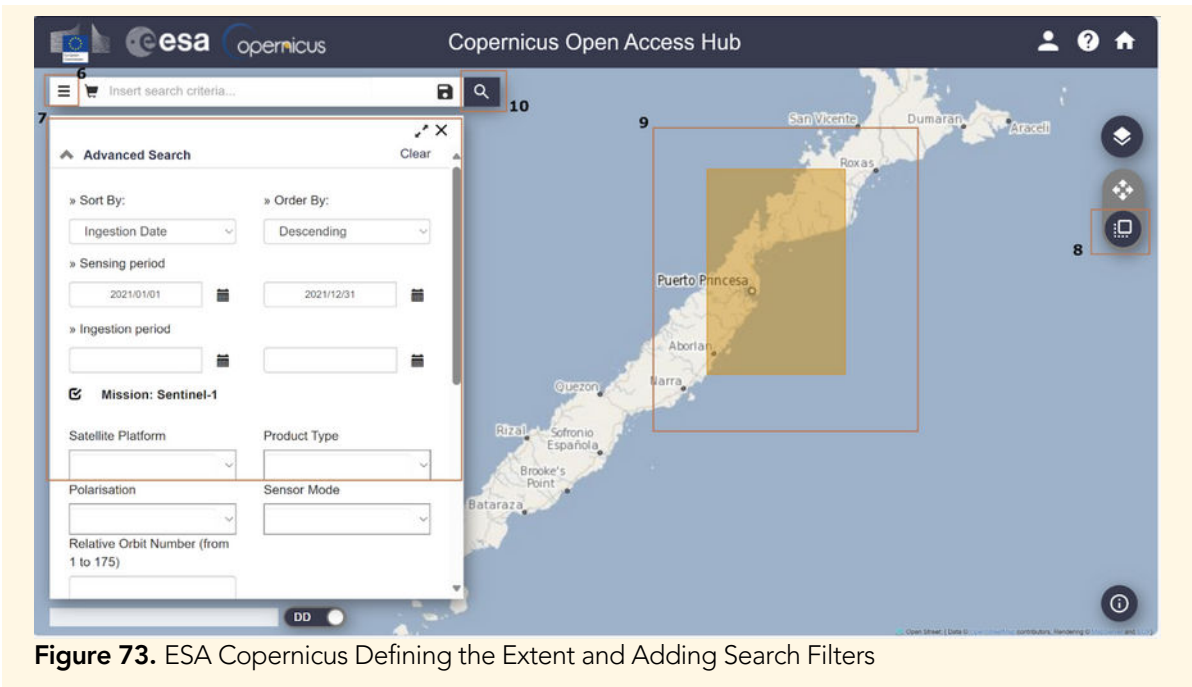 esa opernicus Copernicus Open Access Hub
6
Insert search criteria...
10
7
Advanced Search Clear
» Sort By: » Order By:
Ingestion Date Descending
» Sensing period
2021/01/01 2021/12/31
» Ingestion period
Mission: Sentinel-1
Satellite Platform Product Type
Polarisation Sensor Mode
Relative Orbit Number (from
1 to 175)
DD
9
San Vicente
Dumaran
Araceli
Roxas
8
Puerto Princesa
Aborlan
Narra
Quezon
Rizal
Sofronio
Española
Brooke's
Point
Bataraza
Figure 73. ESA Copernicus Defining the Extent and Adding Search Filters